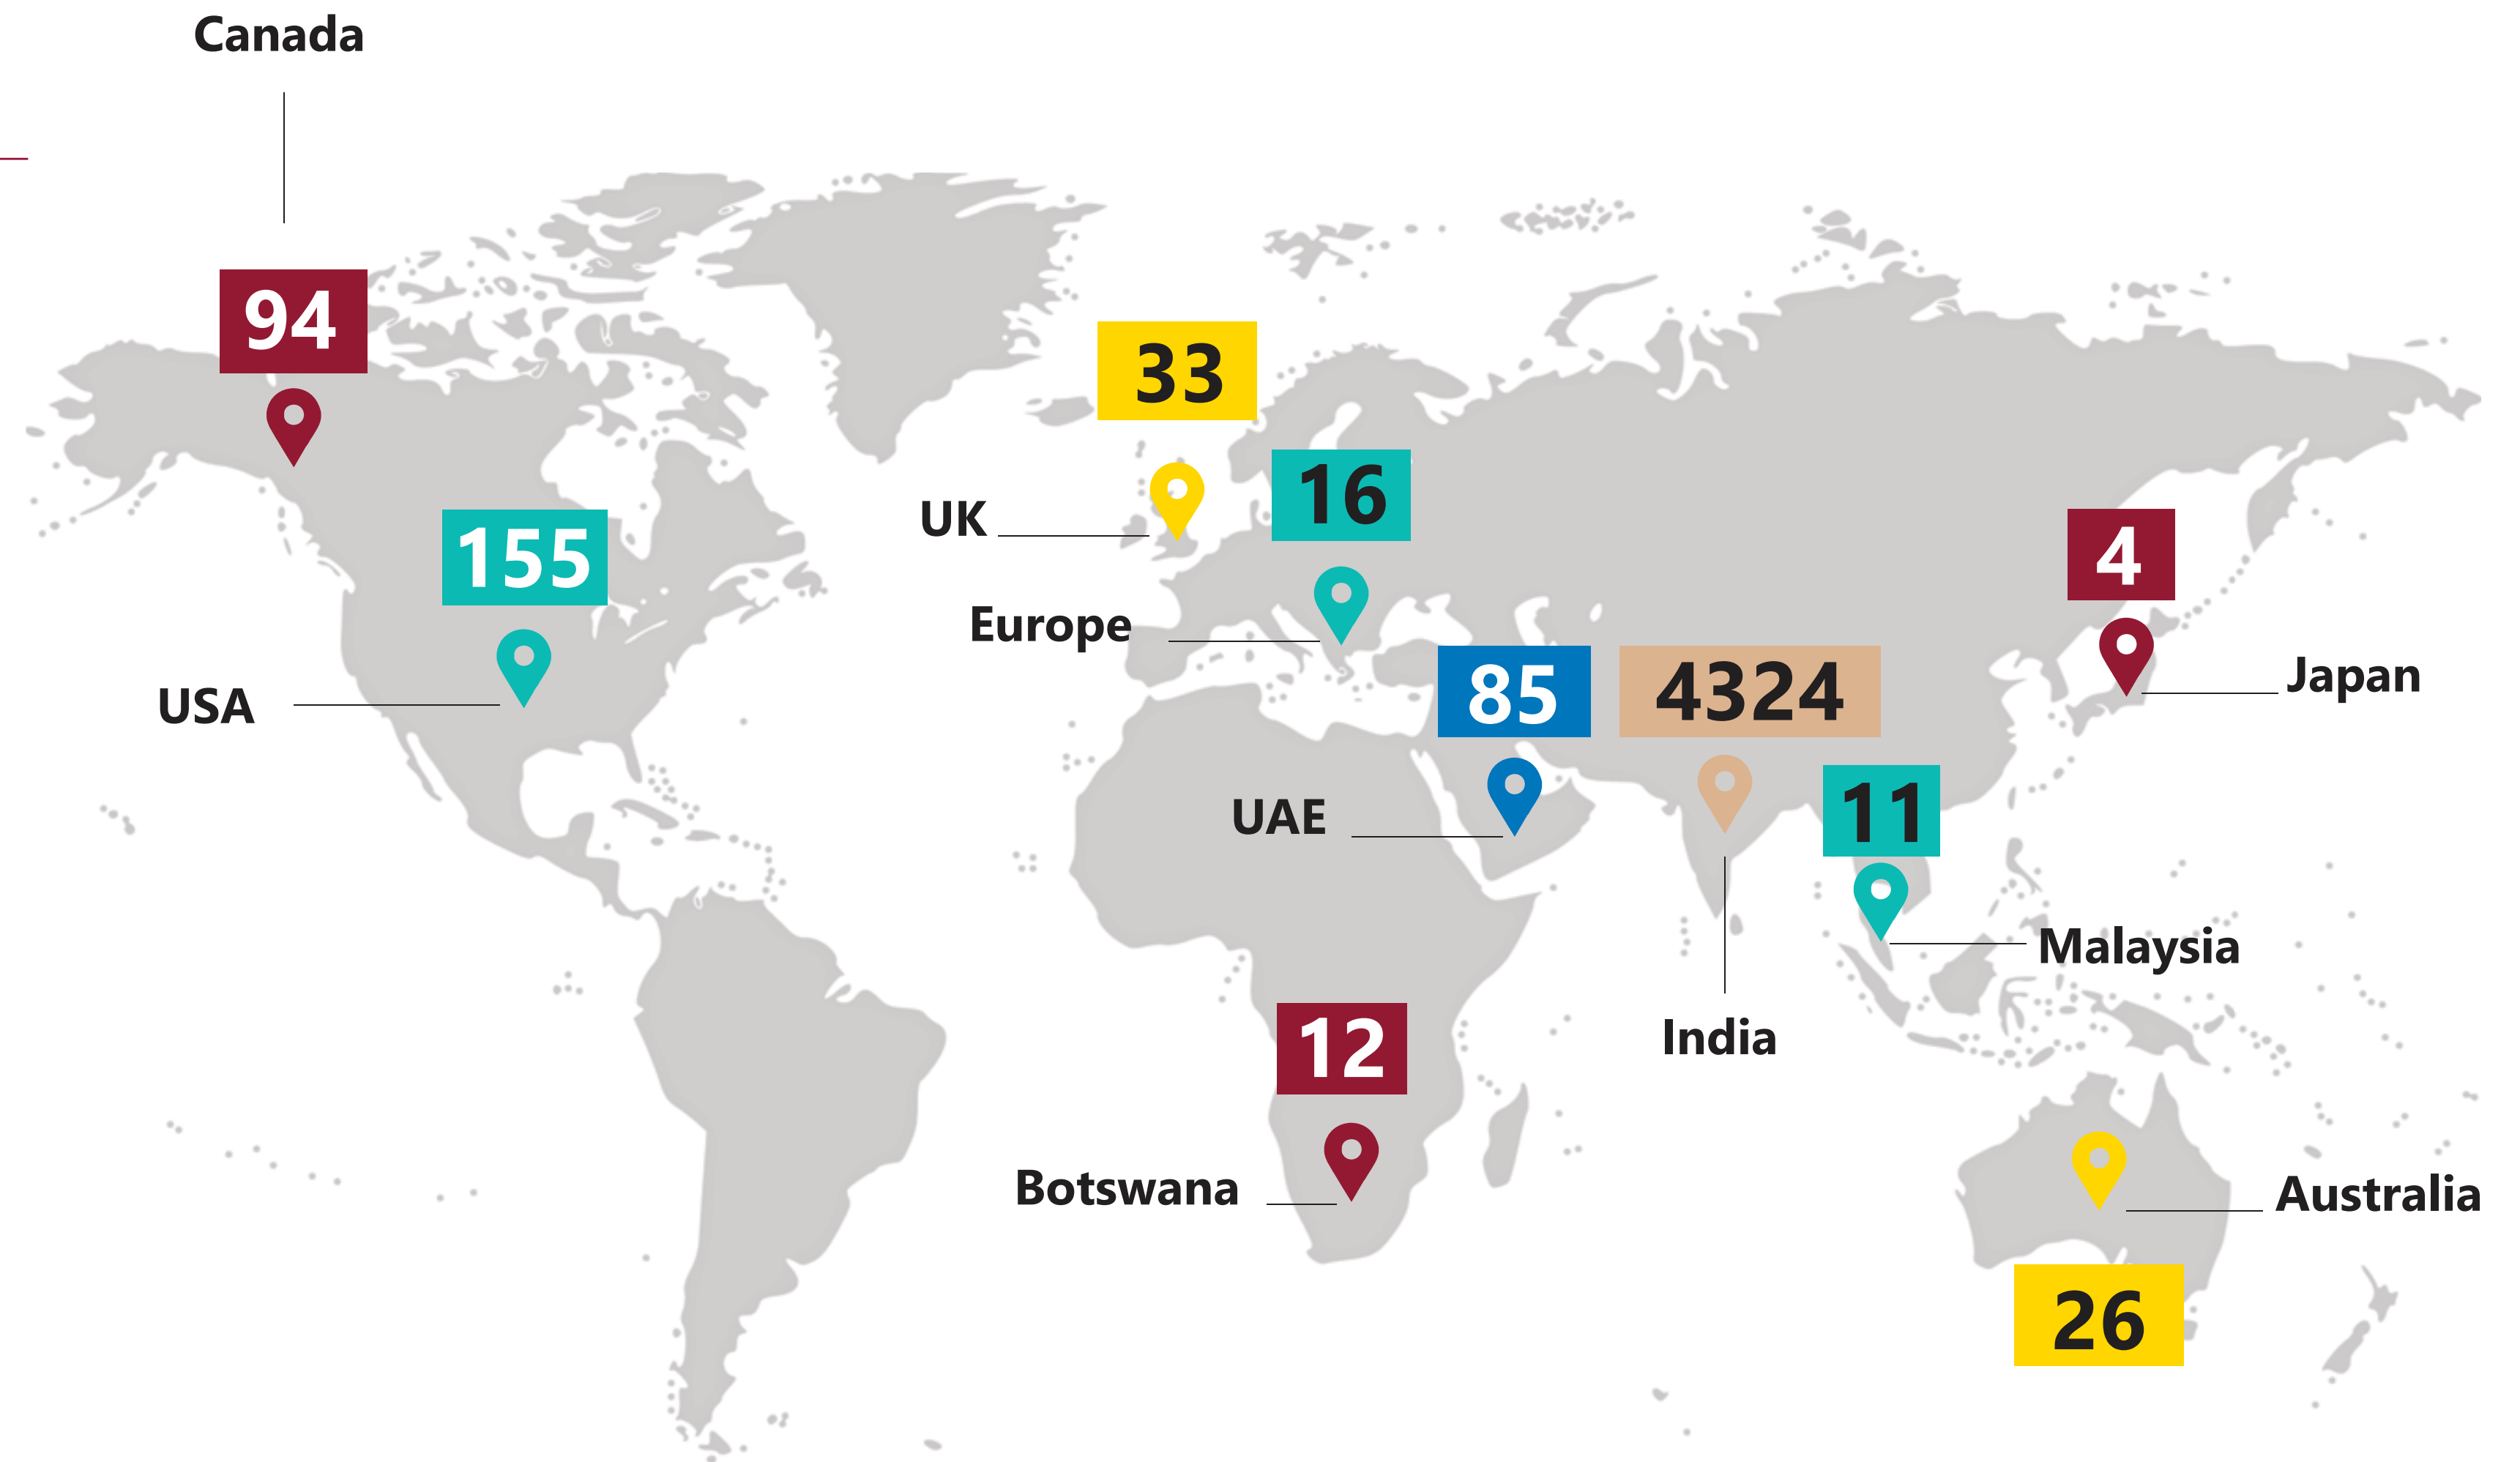 Canada
94
33
16
UK
155
4
Europe
Japan
USA
85
4324
UAE
11
Malaysia
India
12
Botswana
Australia
26